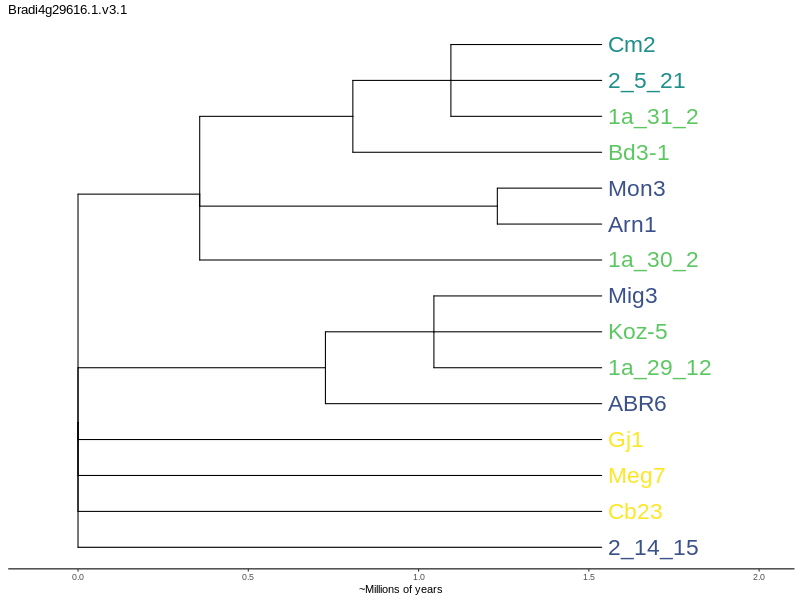 Bradi4g29616.1.v3.1
Cm2
2_5_21
1a_31_2
Bd3-1
Mon3
Arn1
1a_30_2
Mig3
Koz-5
1a_29_12
ABR6
Gj1
Meg7
Cb23
2_14_15
0.0 0.5 1.0 1.5 2.0
~Millions of years